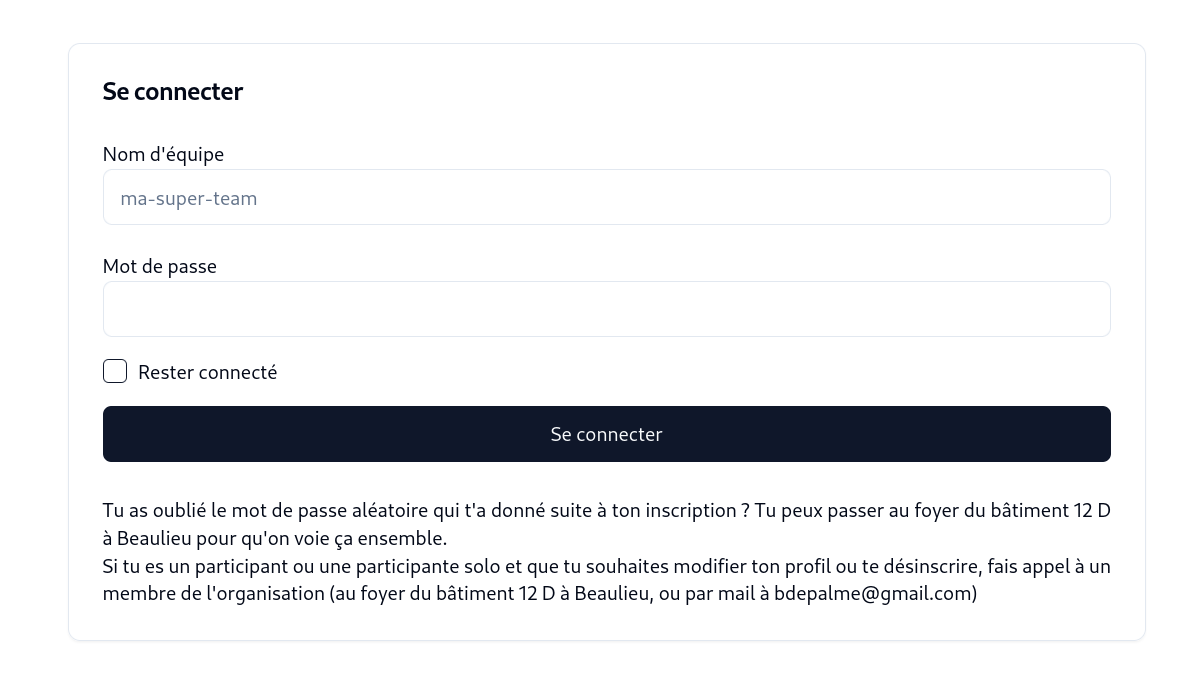 Se connecter
Nom d'équipe
ma-super-team
Mot de passe
Rester connecté
Se connecter
Tu as oublié le mot de passe aléatoire qui t'a donné suite à ton inscription ? Tu peux passer au foyer du bâtiment 12 D
à Beaulieu pour qu'on voie ça ensemble.
Si tu es un participant ou une participante solo et que tu souhaites modifier ton profil ou te désinscrire, fais appel à un
membre de l'organisation (au foyer du bâtiment 12 D à Beaulieu, ou par mail à bdepalme@gmail.com)